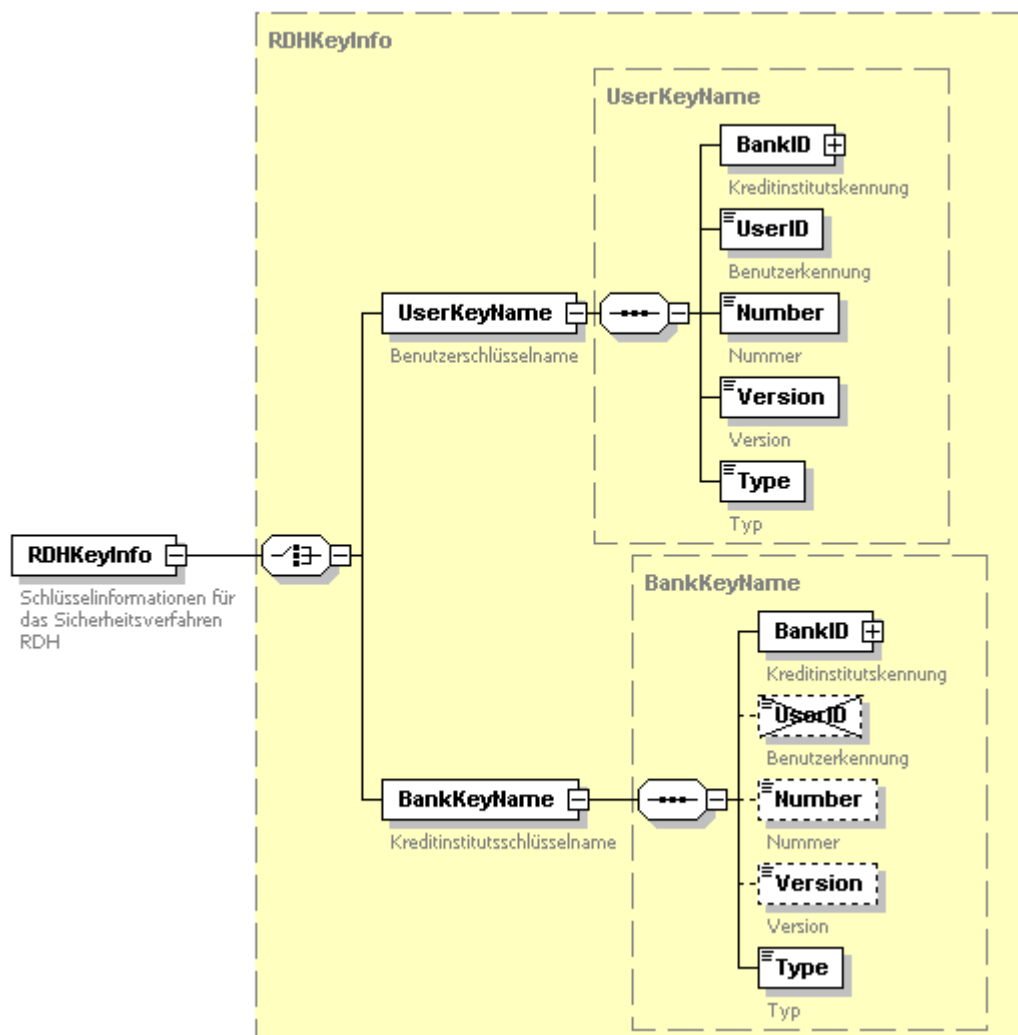 RDHKeyInfo
UserKeyName
BankID
Kreditinstitutskennung
UserID
Benutzerkennung
UserKeyName
Benutzerschlüsselname
Number
Nummer
Version
Version
Type
Typ
RDHKeyInfo
Schlüsselinformationen für
das Sicherheitsverfahren
RDH
BankKeyName
BankID
Kreditinstitutskennung
UserID
Benutzerkennung
BankKeyName
Kreditinstitutsschlüsselname
Number
Nummer
Version
Version
Type
Typ